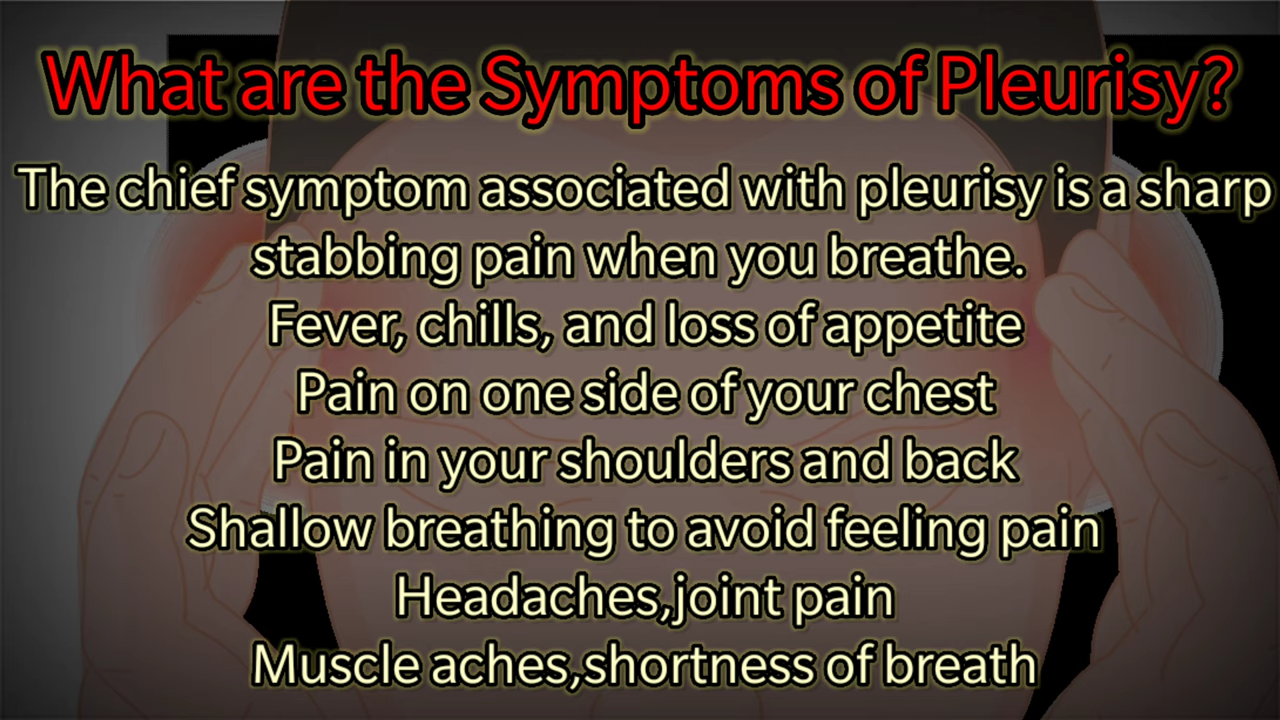 What are the Symptoms of Pleurisy?
The chief symptom associated with pleurisy is a sharp
stabbing pain when you breathe.
Fever, chills, and loss of appetite
Pain on one side of your chest
Pain in your shoulders and back
Shallow breathing to avoid feeling pain
Headaches,joint pain
Muscle aches,shortness of breath